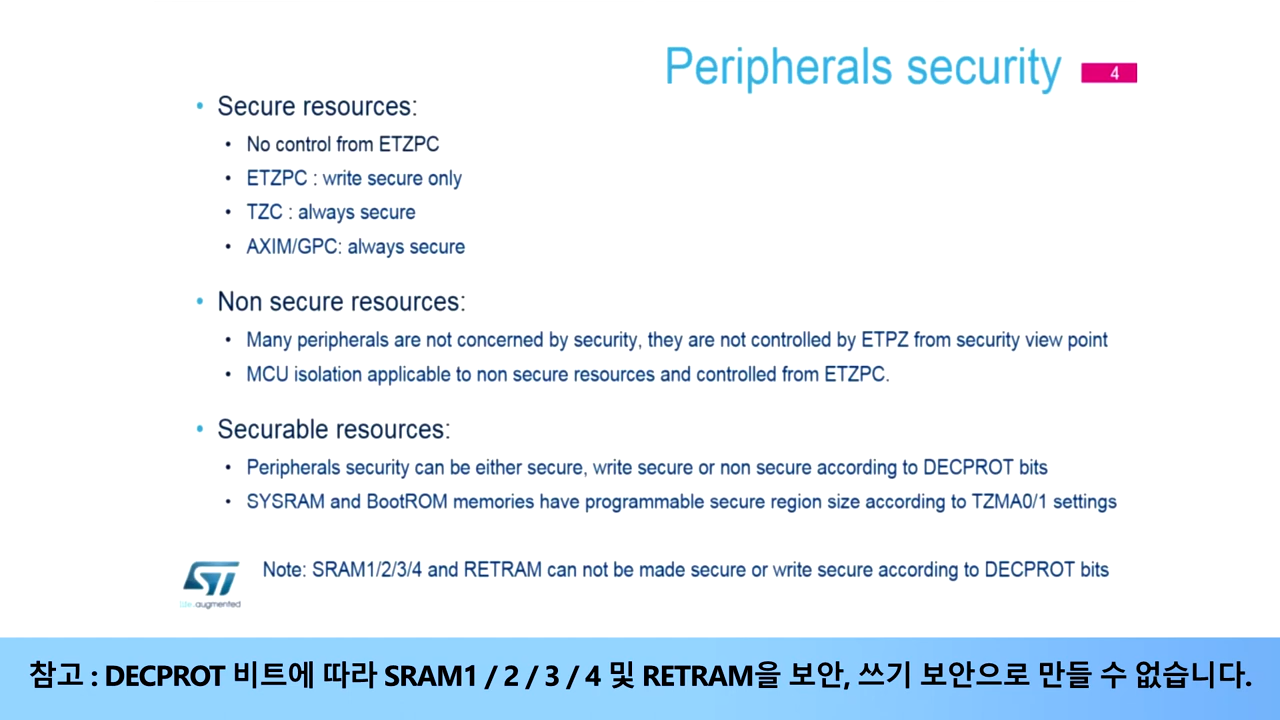 Peripherals security
4
• Secure resources:
• No control from ETZPC
• ETZPC : write secure only
• TZC : always secure
• AXIM/GPC: always secure
• Non secure resources:
• Many peripherals are not concerned by security, they are not controlled by ETPZ from security view point
• MCU isolation applicable to non secure resources and controlled from ETZPC.
• Securable resources:
• Peripherals security can be either secure, write secure or non secure according to DECPROT bits
• SYSRAM and BootROM memories have programmable secure region size according to TZMA0/1 settings
Note: SRAM1/2/3/4 and RETRAM can not be made secure or write secure according to DECPROT bits
ST
life.augmented
참고 : DECPROT 비트에 따라 SRAM1 / 2 / 3 / 4 및 RETRAM을 보안, 쓰기 보안으로 만들 수 없습니다.